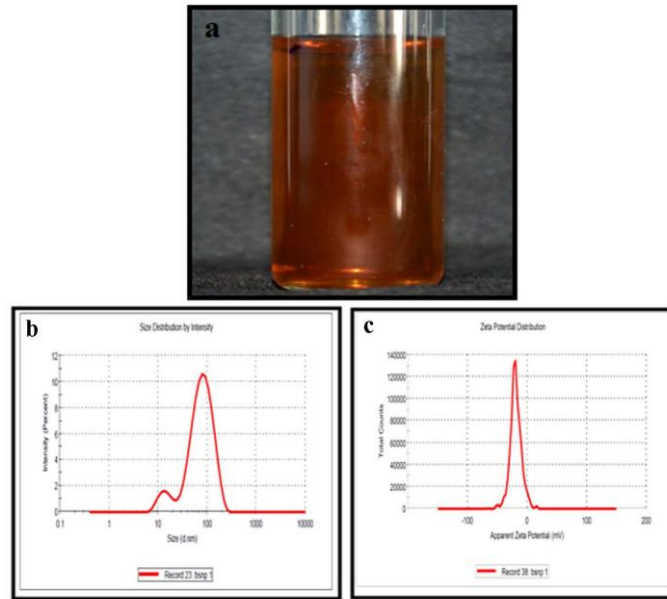 a
b
Size Distribution by Intensity
Intensity (Percent)
12
10
8
6
4
2
0
0.1 1 10 100 1000 10000
Size (d.nm)
Record 23: bsnp 1
c
Zeta Potential Distribution
Total Counts
140000
120000
100000
80000
60000
40000
20000
0
-100 0 100 200
Apparent Zeta Potential (mV)
Record 38: bsnp 1